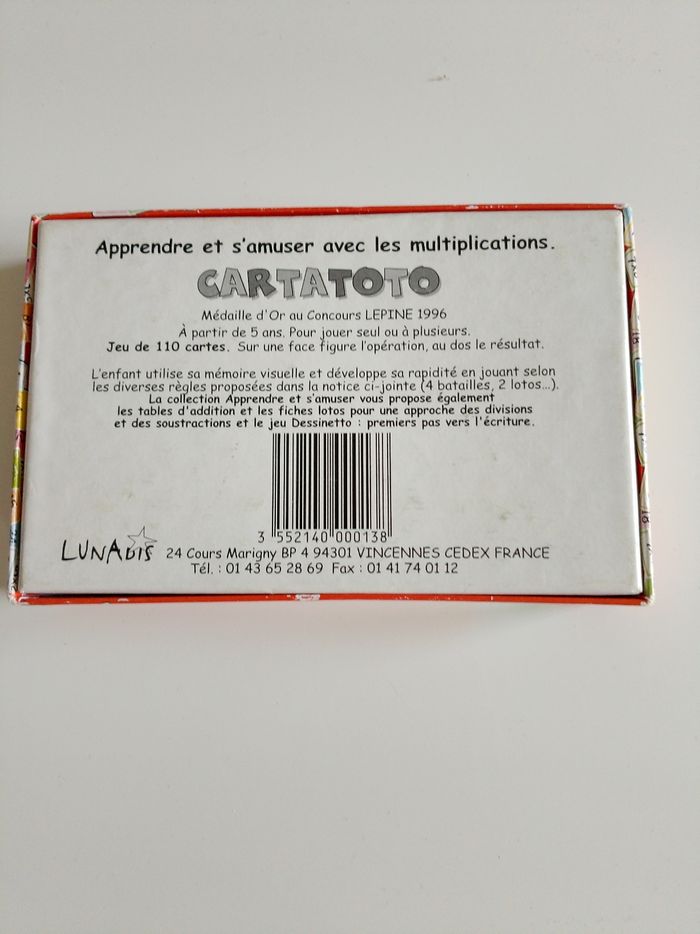 Apprendre et s'amuser avec les multiplications.
CARTATOTO
Médaille d'Or au Concours LEPINE 1996
À partir de 5 ans. Pour jouer seul ou à plusieurs.
Jeu de 110 cartes. Sur une face figure l'opération, au dos le résultat.
L'enfant utilise sa mémoire visuelle et développe sa rapidité en jouant selon
les diverses règles proposées dans la notice ci-jointe (4 batailles, 2 lotos...).
La collection Apprendre et s'amuser vous propose également
les tables d'addition et les fiches lotos pour une approche des divisions
et des soustractions et le jeu Dessinetto : premiers pas vers l'écriture.
3 552140 000138
LUNADIS 24 Cours Marigny BP 4 94301 VINCENNES CEDEX FRANCE
Tél. : 01 43 65 28 69 Fax : 01 41 74 01 12